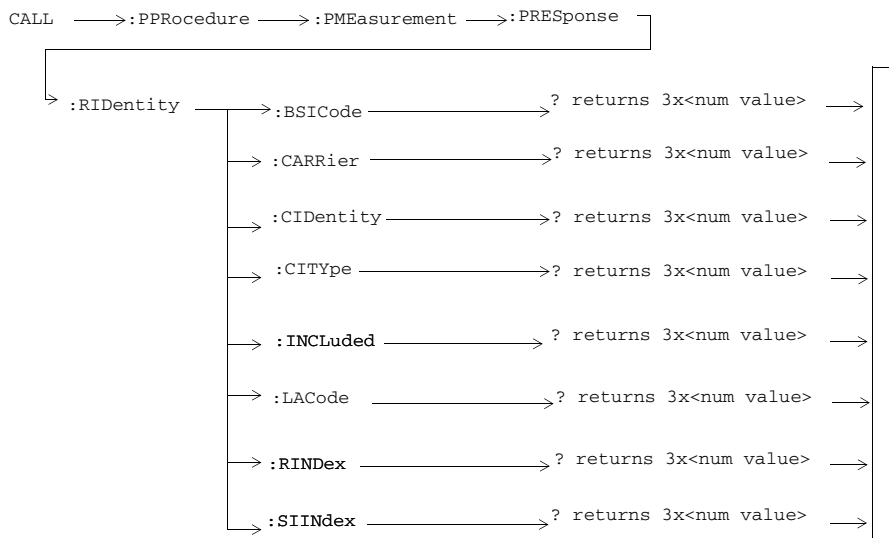 CALL :PPRocedure :PMEasurement :PRESponse
:RIDentity :BSICode ? returns 3x<num value>
:CARRier ? returns 3x<num value>
:CIDentity ? returns 3x<num value>
:CITYpe ? returns 3x<num value>
:INCLuded ? returns 3x<num value>
:LACode ? returns 3x<num value>
:RINDex ? returns 3x<num value>
:SIINdex ? returns 3x<num value>